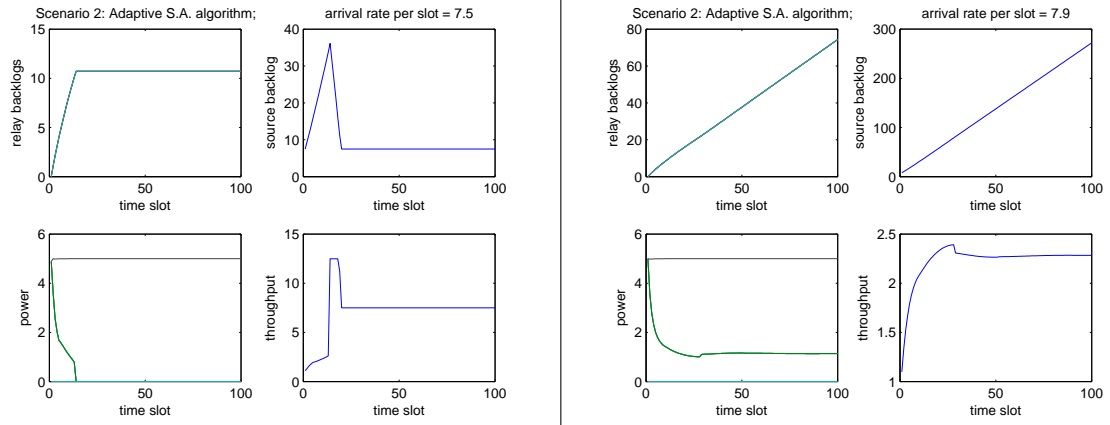 Scenario 2: Adaptive S.A. algorithm;
arrival rate per slot = 7.5
15
10
5
0
relay backlogs
0
50
100
time slot
40
30
20
10
0
source backlog
0
50
100
time slot
6
4
2
0
power
0
50
100
time slot
15
10
5
0
throughput
0
50
100
time slot
Scenario 2: Adaptive S.A. algorithm;
arrival rate per slot = 7.9
80
60
40
20
0
relay backlogs
0
50
100
time slot
300
200
100
0
source backlog
0
50
100
time slot
6
4
2
0
power
0
50
100
time slot
2.5
2
1.5
1
throughput
0
50
100
time slot